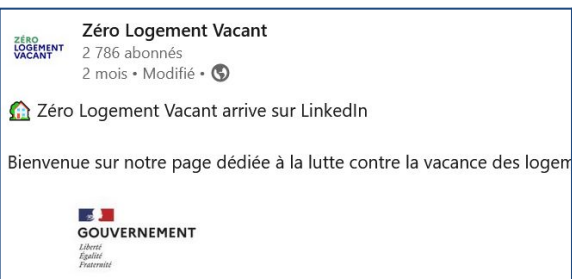 ZÉRO
LOGEMENT
VACANT
Zéro Logement Vacant
2 786 abonnés
2 mois • Modifié •
Zéro Logement Vacant arrive sur LinkedIn
Bienvenue sur notre page dédiée à la lutte contre la vacance des logem
GOUVERNEMENT
Liberté
Égalité
Fraternité